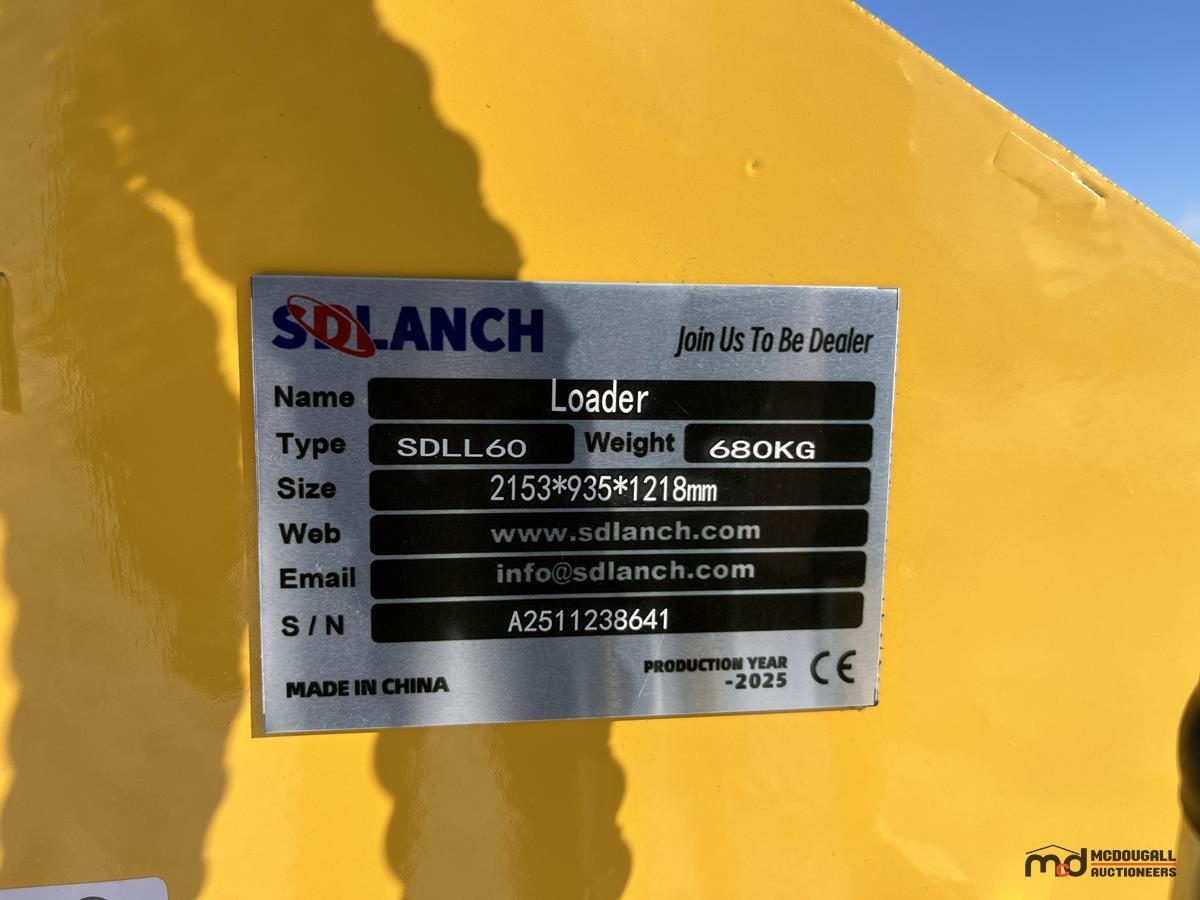 SDLANCH Join Us To Be Dealer
Name Loader
Type SDLL60 Weight 680KG
Size 2153*935*1218mm
Web www.sdlanch.com
Email info@sdlanch.com
S / N A2511238641
MADE IN CHINA PRODUCTION YEAR
-2025 CE
mcd MCDOUGALL
AUCTIONEERS